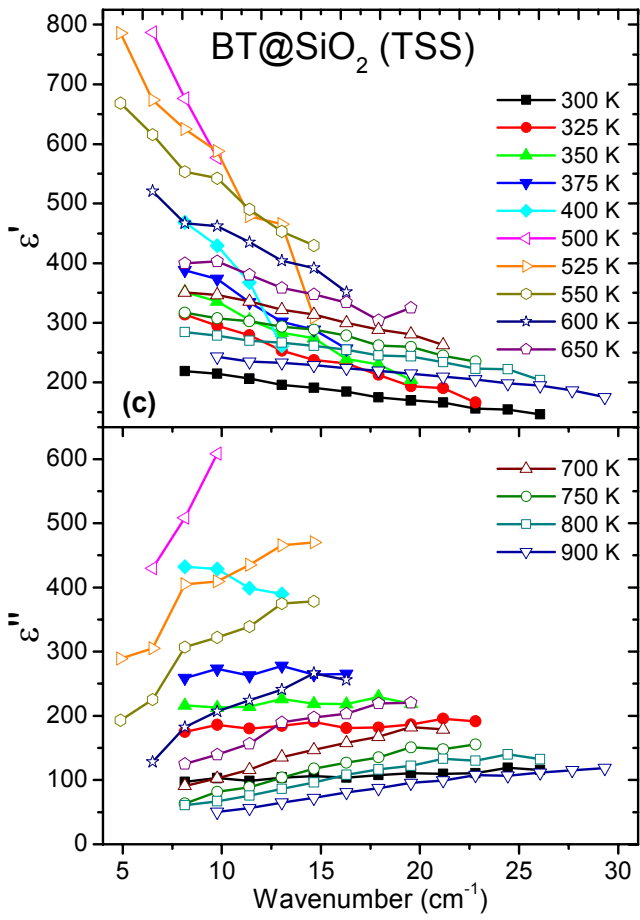 BT@SiO₂ (TSS)
800
700
600
500
400
300
200
ε'
300 K
325 K
350 K
375 K
400 K
500 K
525 K
550 K
600 K
650 K
(c)
600
500
400
300
200
100
0
ε''
700 K
750 K
800 K
900 K
5 10 15 20 25 30
Wavenumber (cm⁻¹)